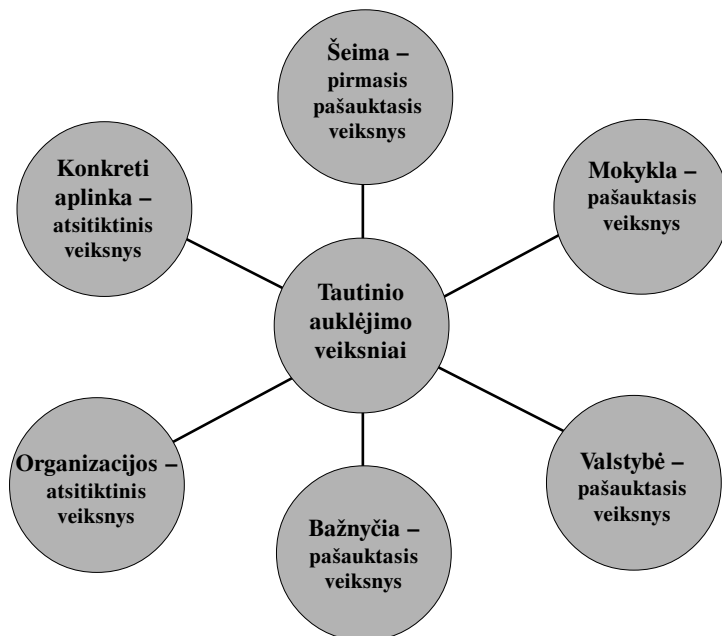 Šeima –
pirmasis
pašauktasis
veiksnys
Konkreti
aplinka –
atsitiktinis
veiksnys
Mokykla –
pašauktasis
veiksnys
Tautinio
auklėjimo
veiksniai
Organizacijos –
atsitiktinis
veiksnys
Valstybė –
pašauktasis
veiksnys
Bažnyčia –
pašauktasis
veiksnys